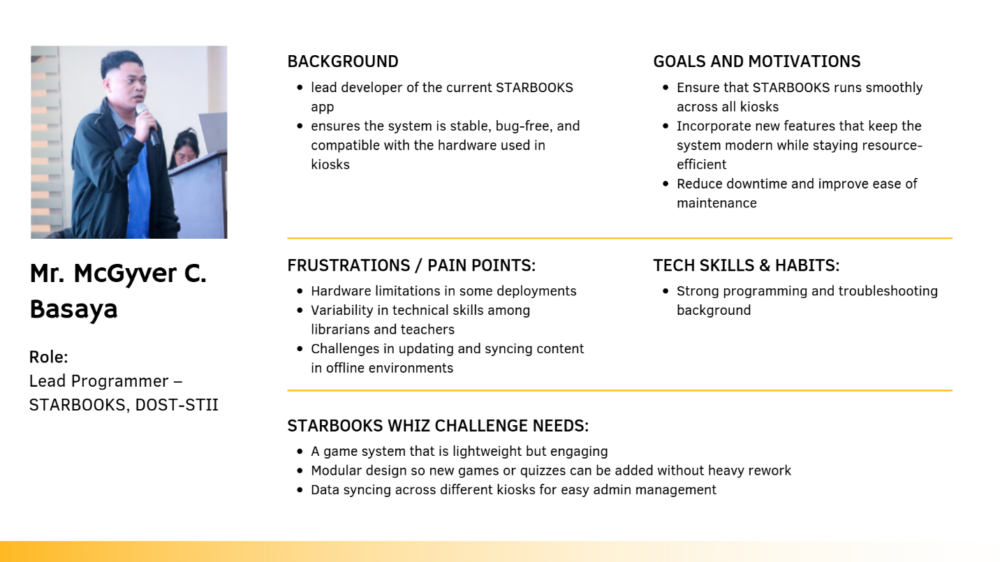 Mr. McGyver C.
Basaya
Role:
Lead Programmer –
STARBOOKS, DOST-STII
BACKGROUND
• lead developer of the current STARBOOKS
app
• ensures the system is stable, bug-free, and
compatible with the hardware used in
kiosks
GOALS AND MOTIVATIONS
• Ensure that STARBOOKS runs smoothly
across all kiosks
• Incorporate new features that keep the
system modern while staying resource-
efficient
• Reduce downtime and improve ease of
maintenance
FRUSTRATIONS / PAIN POINTS:
• Hardware limitations in some deployments
• Variability in technical skills among
librarians and teachers
• Challenges in updating and syncing content
in offline environments
TECH SKILLS & HABITS:
• Strong programming and troubleshooting
background
STARBOOKS WHIZ CHALLENGE NEEDS:
• A game system that is lightweight but engaging
• Modular design so new games or quizzes can be added without heavy rework
• Data syncing across different kiosks for easy admin management